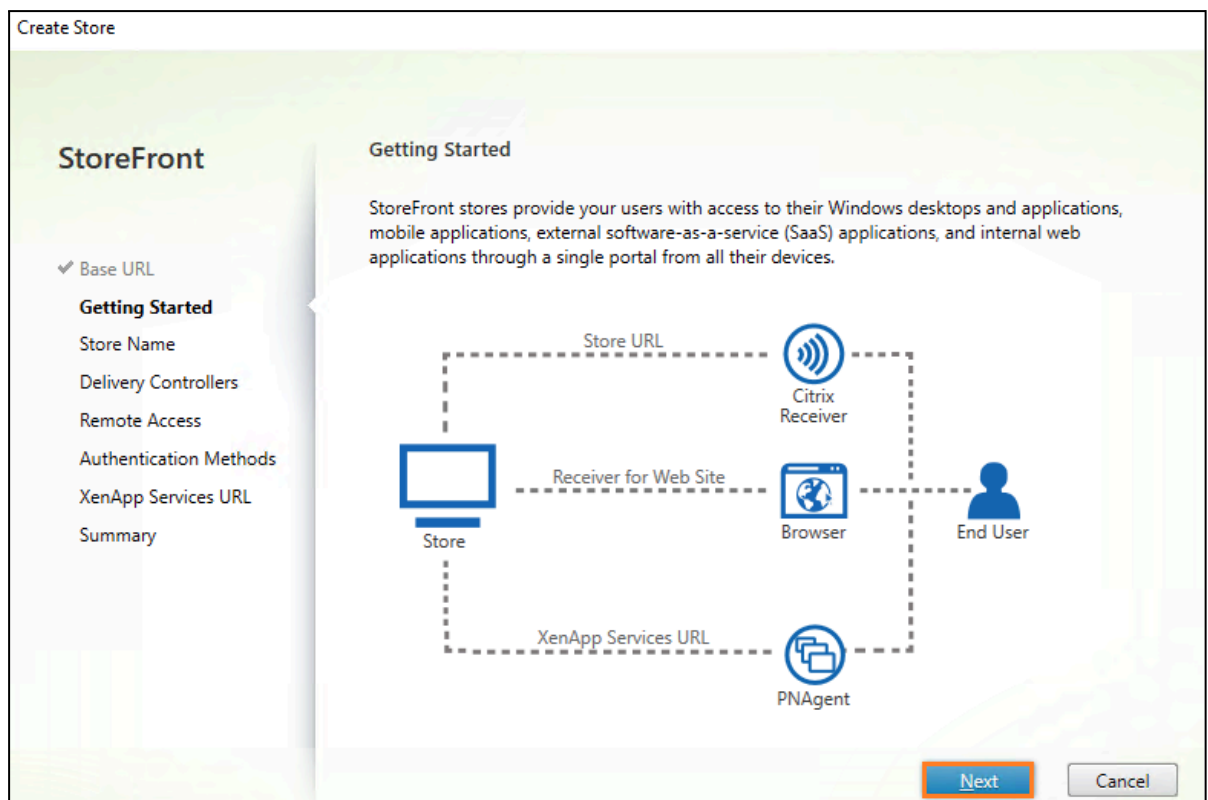 Create Store
StoreFront
Base URL
Getting Started
Store Name
Delivery Controllers
Remote Access
Authentication Methods
XenApp Services URL
Summary
Getting Started
StoreFront stores provide your users with access to their Windows desktops and applications,
mobile applications, external software-as-a-service (SaaS) applications, and internal web
applications through a single portal from all their devices.
Store URL
Citrix
Receiver
Receiver for Web Site
Store
Browser
End User
XenApp Services URL
PNAgent
Next
Cancel